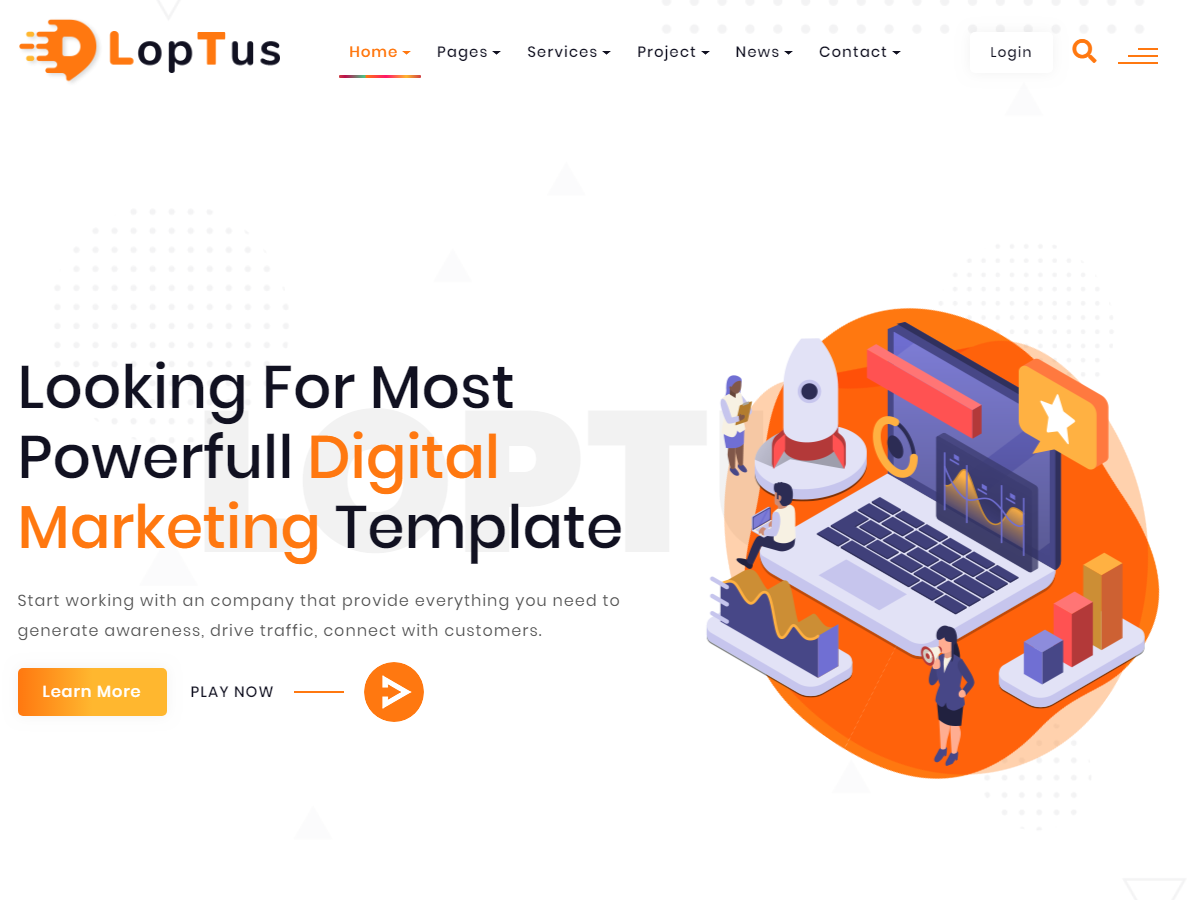 LopTus
Home Pages Services Project News Contact Login
LOPT
Looking For Most
Powerfull Digital
Marketing Template
Start working with an company that provide everything you need to
generate awareness, drive traffic, connect with customers.
Learn More PLAY NOW